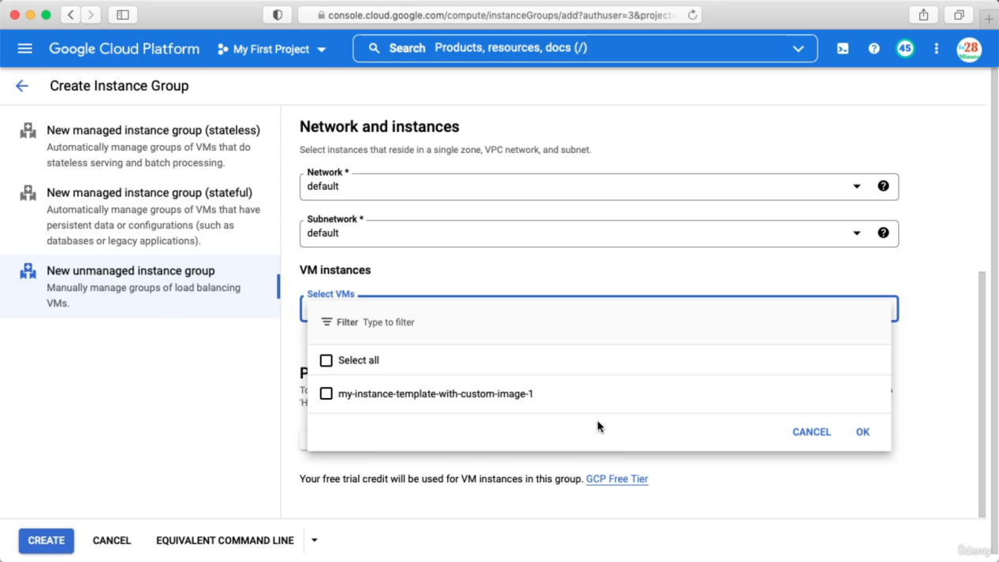 console.cloud.google.com/compute/instanceGroups/add?authuser=3&project=
Google Cloud Platform
My First Project
Search Products, resources, docs (/)
45
in28
Minutes
Create Instance Group
New managed instance group (stateless)
Automatically manage groups of VMs that do
stateless serving and batch processing.
New managed instance group (stateful)
Automatically manage groups of VMs that have
persistent data or configurations (such as
databases or legacy applications).
New unmanaged instance group
Manually manage groups of load balancing
VMs.
Network and instances
Select instances that reside in a single zone, VPC network, and subnet.
Network *
default
Subnetwork *
default
VM instances
Select VMs
Filter Type to filter
Select all
my-instance-template-with-custom-image-1
CANCEL
OK
Your free trial credit will be used for VM instances in this group. GCP Free Tier
CREATE
CANCEL
EQUIVALENT COMMAND LINE
ûdemy